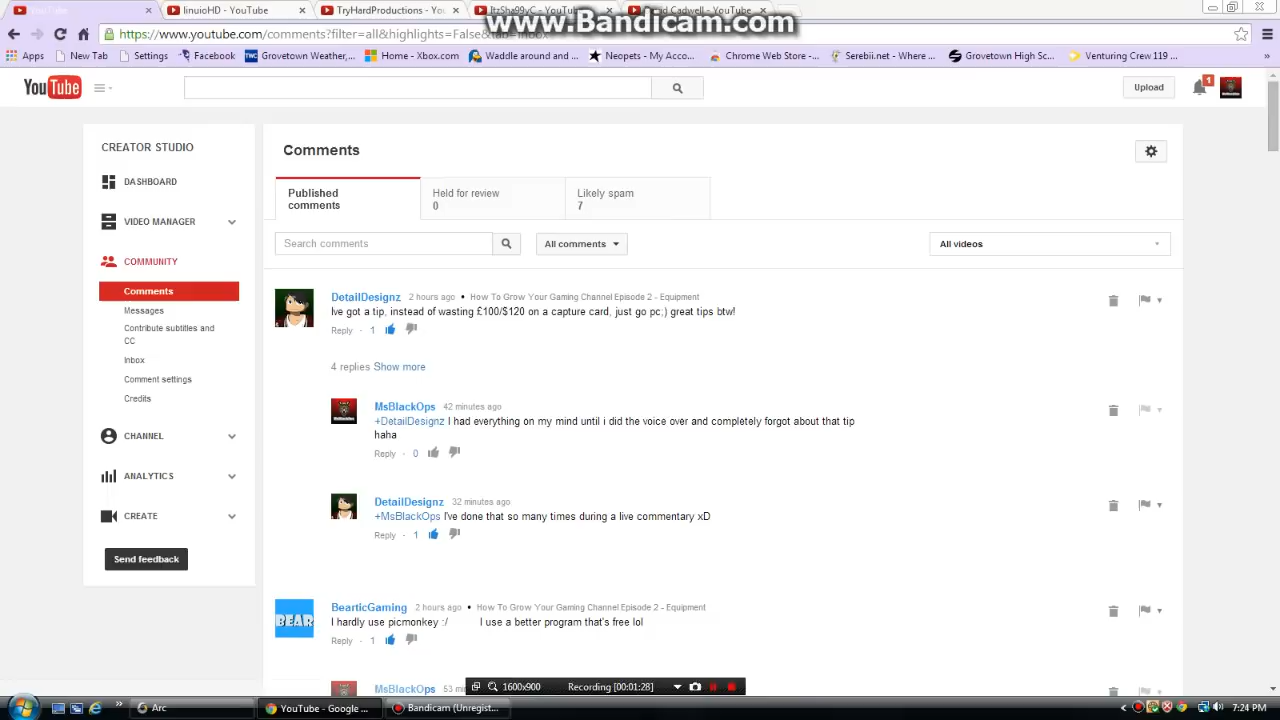 YouTube
linuioHD - YouTube
TryHardProductions - You
www.Bandicam.com
https://www.youtube.com/comments?filter=all&highlights=False&tab=inbox
Apps New Tab Settings Facebook Grovetown Weather,... Home - Xbox.com Waddle around and ... Neopets - My Acco... Chrome Web Store... Serebii.net - Where ... Grovetown High Sc... Venturing Crew 119...
YouTube
Upload
1
CREATOR STUDIO
DASHBOARD
VIDEO MANAGER
COMMUNITY
Comments
Messages
Contribute subtitles and
CC
Inbox
Comment settings
Credits
CHANNEL
ANALYTICS
CREATE
Send feedback
Comments
Published
comments
Held for review
0
Likely spam
7
Search comments
All comments
All videos
DetailDesignz 2 hours ago • How To Grow Your Gaming Channel Episode 2 - Equipment
Ive got a tip, instead of wasting £100/$120 on a capture card, just go pc;) great tips btw!
Reply · 1
4 replies Show more
MsBlackOps 42 minutes ago
+DetailDesignz I had everything on my mind until i did the voice over and completely forgot about that tip
haha
Reply · 0
DetailDesignz 32 minutes ago
+MsBlackOps I've done that so many times during a live commentary xD
Reply · 1
BEAR
BearticGaming 2 hours ago • How To Grow Your Gaming Channel Episode 2 - Equipment
I hardly use picmonkey :/ I use a better program that's free lol
Reply · 1
MsBlackOps 53
1600x900 Recording [00:01:28]
Arc
YouTube - Google ...
Bandicam (Unregist...
7:24 PM